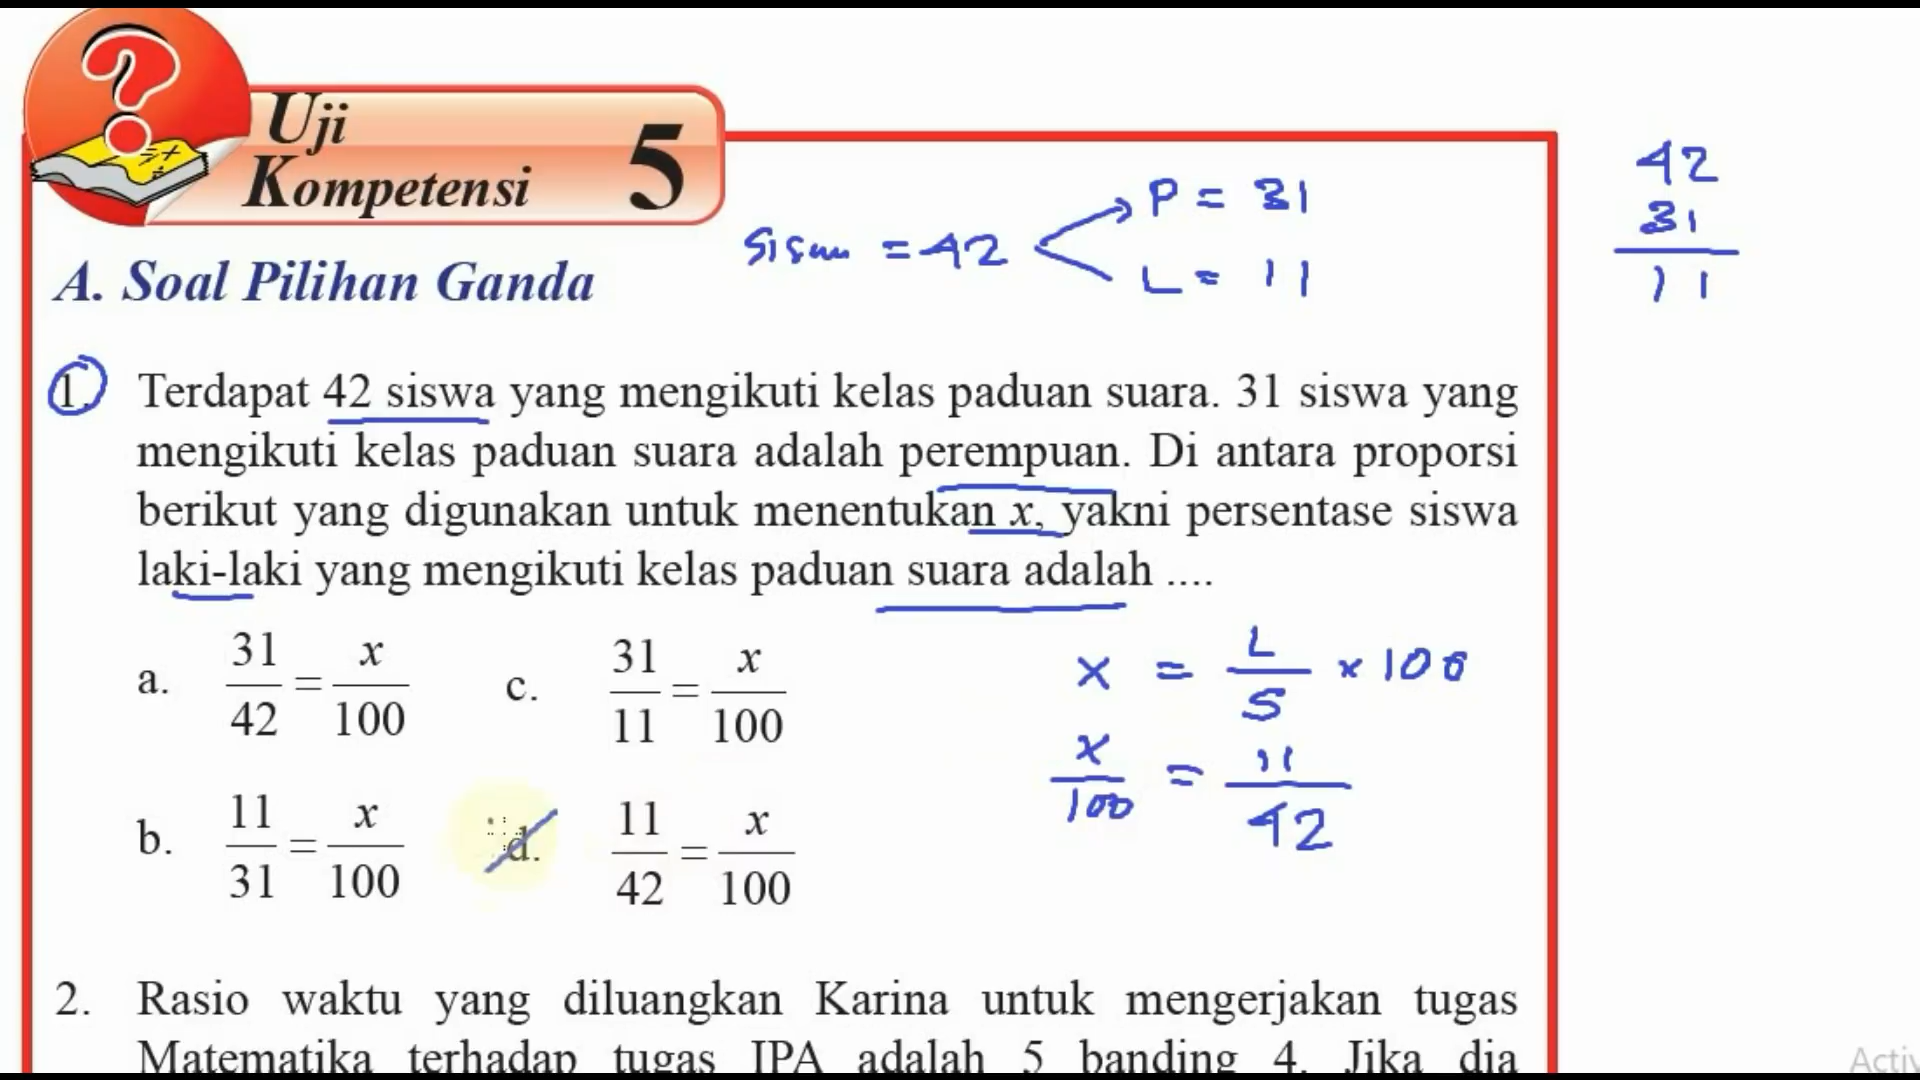 Uji
Kompetensi 5
A. Soal Pilihan Ganda
= 42
P = 31
L = 11
42
31
11
1. Terdapat 42 siswa yang mengikuti kelas paduan suara. 31 siswa yang
mengikuti kelas paduan suara adalah perempuan. Di antara proporsi
berikut yang digunakan untuk menentukan x, yakni persentase siswa
laki-laki yang mengikuti kelas paduan suara adalah ....
a. 31/42 = x/100
c. 31/11 = x/100
b. 11/31 = x/100
d. 11/42 = x/100
x = L/S × 100
x/100 = 11/42
2. Rasio waktu yang diluangkan Karina untuk mengerjakan tugas
Matematika terhadap tugas IPA adalah 5 banding 4. Jika dia